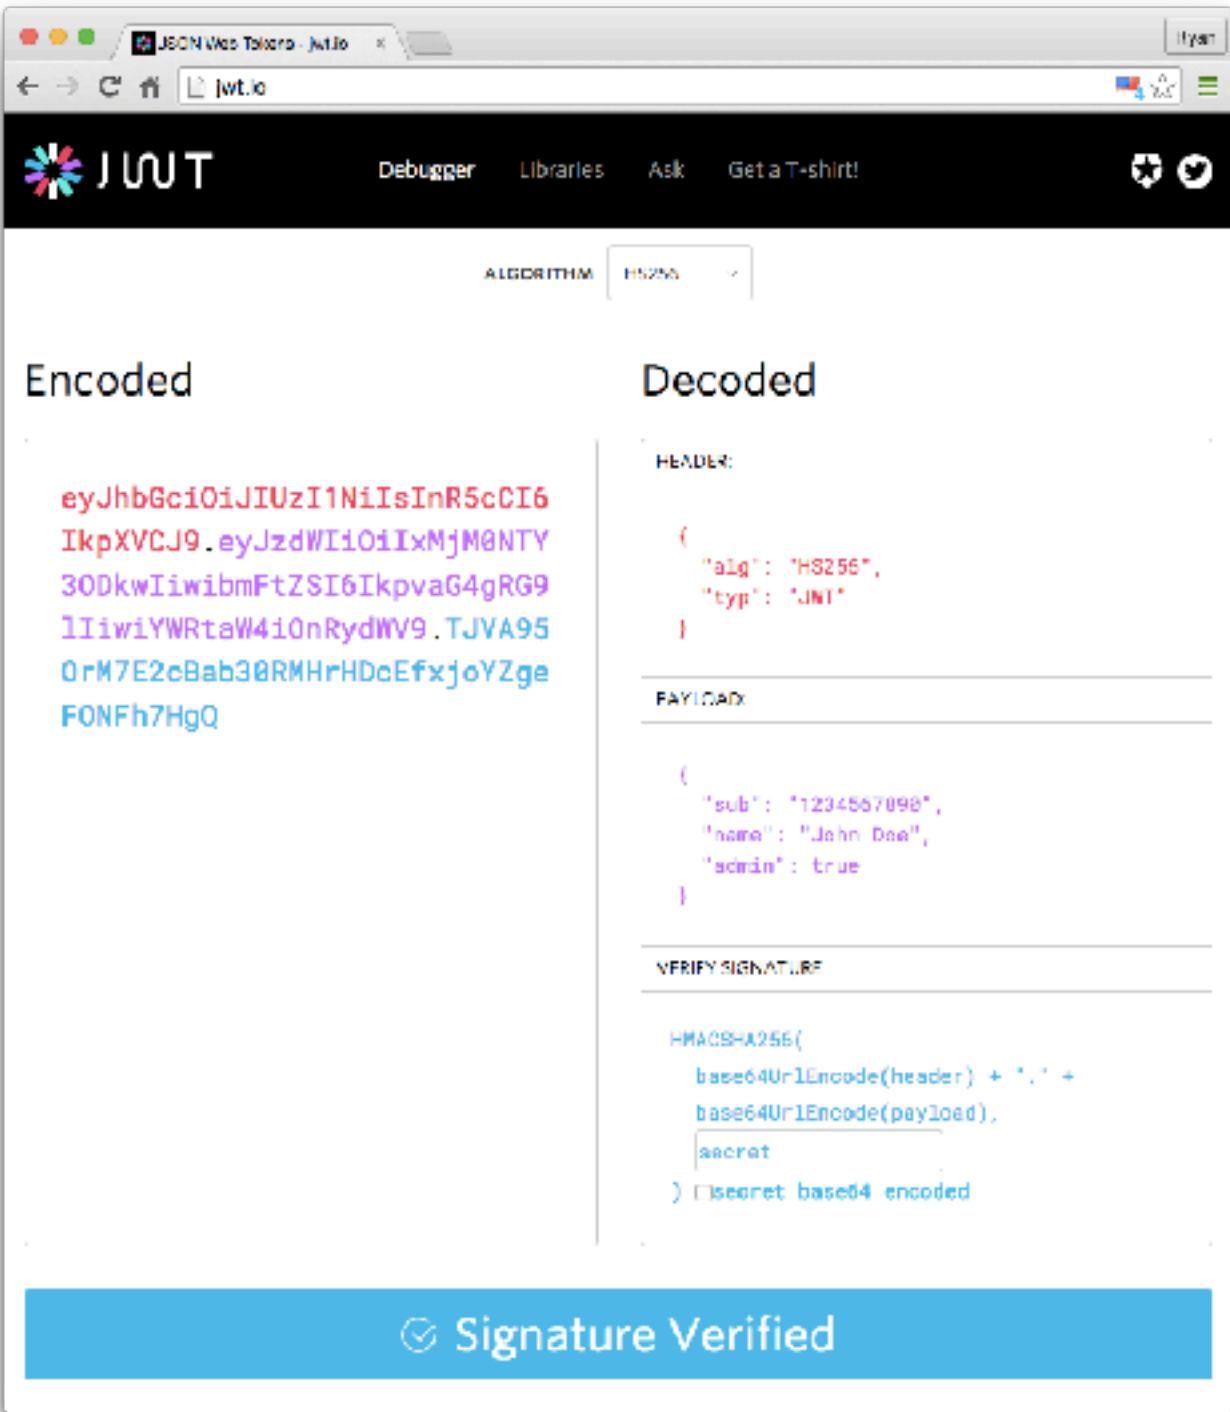 JSON Web Tokens - jwt.io
Ryan
jwt.io
4
JWT
Debugger Libraries Ask Get a T-shirt!
ALGORITHM HS256
Encoded
Decoded
eyJhbGciOiJIUzI1NiIsInR5cCI6
IkpXVCJ9.eyJzdWIiOiIxMjM0NTY
3ODkwIiwibmFtZSI6IkpvaG4gRG9
lIiwiYWRtaW4iOnRydWV9.TJVA95
OrM7E2cBab30RMHrHDcEfxjoYZge
FONFh7HgQ
HEADER:
{
"alg": "HS256",
"typ": "JWT"
}
PAYLOAD:
{
"sub": "1234567890",
"name": "John Doe",
"admin": true
}
VERIFY SIGNATURE
HMACSHA256(
base64UrlEncode(header) + "." +
base64UrlEncode(payload),
secret
) secret base64 encoded
Signature Verified